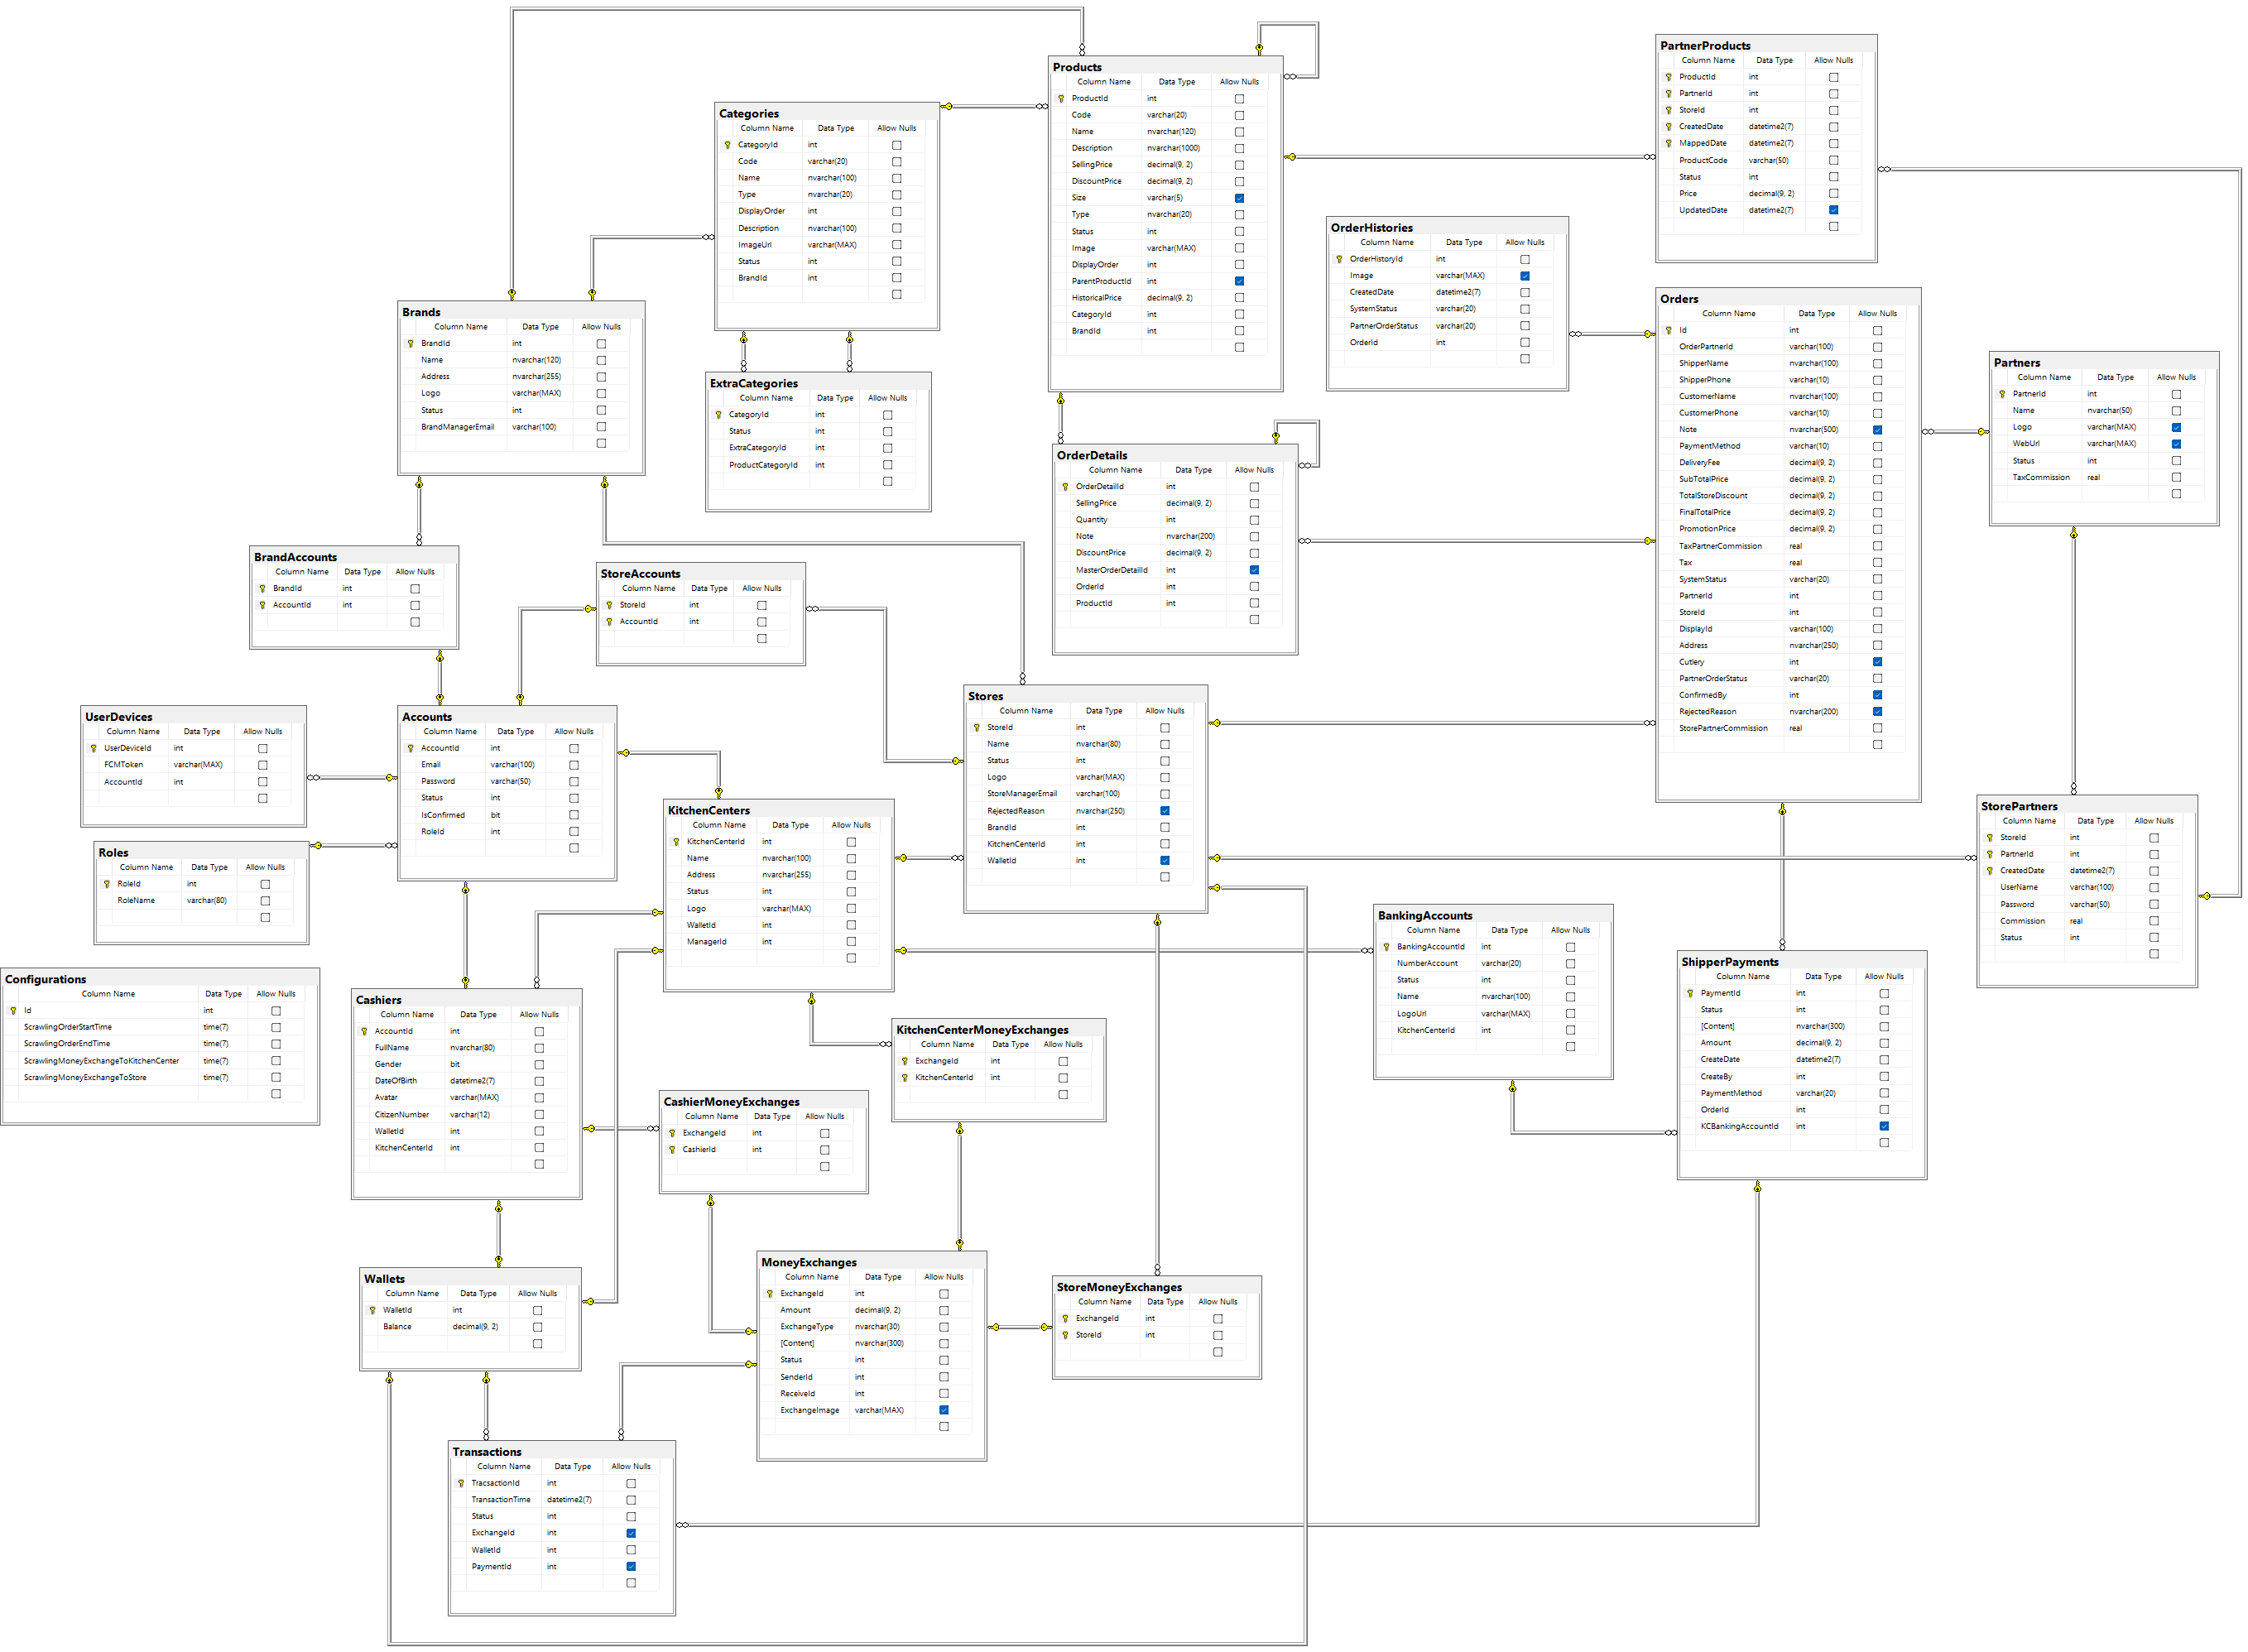 Products
Column Name Data Type Allow Nulls
ProductId int
Code varchar(20)
Name nvarchar(120)
Description nvarchar(1000)
SellingPrice decimal(9, 2)
DiscountPrice decimal(9, 2)
Size varchar(5)
Type nvarchar(20)
Status int
Image varchar(MAX)
DisplayOrder int
ParentProductId int
HistoricalPrice decimal(9, 2)
CategoryId int
BrandId int
PartnerProducts
Column Name Data Type Allow Nulls
ProductId int
PartnerId int
StoreId int
CreatedDate datetime2(7)
MappedDate datetime2(7)
ProductCode varchar(50)
Status int
Price decimal(9, 2)
UpdatedDate datetime2(7)
Categories
Column Name Data Type Allow Nulls
CategoryId int
Code varchar(20)
Name nvarchar(100)
Type nvarchar(20)
DisplayOrder int
Description nvarchar(100)
ImageUrl varchar(MAX)
Status int
BrandId int
OrderHistories
Column Name Data Type Allow Nulls
OrderHistoryId int
Image varchar(MAX)
CreatedDate datetime2(7)
SystemStatus varchar(20)
PartnerOrderStatus varchar(20)
OrderId int
Orders
Column Name Data Type Allow Nulls
Id int
OrderPartnerId varchar(100)
ShipperName nvarchar(100)
ShipperPhone varchar(10)
CustomerName nvarchar(100)
CustomerPhone varchar(10)
Note nvarchar(500)
PaymentMethod varchar(10)
DeliveryFee decimal(9, 2)
SubTotalPrice decimal(9, 2)
TotalStoreDiscount decimal(9, 2)
FinalTotalPrice decimal(9, 2)
PromotionPrice decimal(9, 2)
TaxPartnerCommission real
Tax real
SystemStatus varchar(20)
PartnerId int
StoreId int
DisplayId varchar(100)
Address nvarchar(250)
Cutlery int
PartnerOrderStatus varchar(20)
ConfirmedBy int
RejectedReason nvarchar(200)
StorePartnerCommission real
Brands
Column Name Data Type Allow Nulls
BrandId int
Name nvarchar(120)
Address nvarchar(255)
Logo varchar(MAX)
Status int
BrandManagerEmail varchar(100)
Partners
Column Name Data Type Allow Nulls
PartnerId int
Name nvarchar(50)
Logo varchar(MAX)
WebUrl varchar(MAX)
Status int
TaxCommission real
ExtraCategories
Column Name Data Type Allow Nulls
CategoryId int
Status int
ExtraCategoryId int
ProductCategoryId int
OrderDetails
Column Name Data Type Allow Nulls
OrderDetailId int
SellingPrice decimal(9, 2)
Quantity int
Note nvarchar(200)
DiscountPrice decimal(9, 2)
MasterOrderDetailId int
OrderId int
ProductId int
BrandAccounts
Column Name Data Type Allow Nulls
BrandId int
AccountId int
StoreAccounts
Column Name Data Type Allow Nulls
StoreId int
AccountId int
Stores
Column Name Data Type Allow Nulls
StoreId int
Name nvarchar(80)
Status int
Logo varchar(MAX)
StoreManagerEmail varchar(100)
RejectedReason nvarchar(250)
BrandId int
KitchenCenterId int
WalletId int
UserDevices
Column Name Data Type Allow Nulls
UserDeviceId int
FCMToken varchar(MAX)
AccountId int
Accounts
Column Name Data Type Allow Nulls
AccountId int
Email varchar(100)
Password varchar(50)
Status int
IsConfirmed bit
RoleId int
KitchenCenters
Column Name Data Type Allow Nulls
KitchenCenterId int
Name nvarchar(100)
Address nvarchar(255)
Status int
Logo varchar(MAX)
WalletId int
ManagerId int
StorePartners
Column Name Data Type Allow Nulls
StoreId int
PartnerId int
CreatedDate datetime2(7)
UserName varchar(100)
Password varchar(50)
Commission real
Status int
Roles
Column Name Data Type Allow Nulls
RoleId int
RoleName varchar(80)
BankingAccounts
Column Name Data Type Allow Nulls
BankingAccountId int
NumberAccount varchar(20)
Status int
Name nvarchar(100)
LogoUrl varchar(MAX)
KitchenCenterId int
ShipperPayments
Column Name Data Type Allow Nulls
PaymentId int
Status int
[Content] nvarchar(300)
Amount decimal(9, 2)
CreateDate datetime2(7)
CreateBy int
PaymentMethod varchar(20)
OrderId int
KCBankingAccountId int
Configurations
Column Name Data Type Allow Nulls
Id int
ScrawlingOrderStartTime time(7)
ScrawlingOrderEndTime time(7)
ScrawlingMoneyExchangeToKitchenCenter time(7)
ScrawlingMoneyExchangeToStore time(7)
Cashiers
Column Name Data Type Allow Nulls
AccountId int
FullName nvarchar(80)
Gender bit
DateOfBirth datetime2(7)
Avatar varchar(MAX)
CitizenNumber varchar(12)
WalletId int
KitchenCenterId int
KitchenCenterMoneyExchanges
Column Name Data Type Allow Nulls
ExchangeId int
KitchenCenterId int
CashierMoneyExchanges
Column Name Data Type Allow Nulls
ExchangeId int
CashierId int
MoneyExchanges
Column Name Data Type Allow Nulls
ExchangeId int
Amount decimal(9, 2)
ExchangeType nvarchar(30)
[Content] nvarchar(300)
Status int
SenderId int
ReceiveId int
ExchangeImage varchar(MAX)
StoreMoneyExchanges
Column Name Data Type Allow Nulls
ExchangeId int
StoreId int
Wallets
Column Name Data Type Allow Nulls
WalletId int
Balance decimal(9, 2)
Transactions
Column Name Data Type Allow Nulls
TracsactionId int
TransactionTime datetime2(7)
Status int
ExchangeId int
WalletId int
PaymentId int